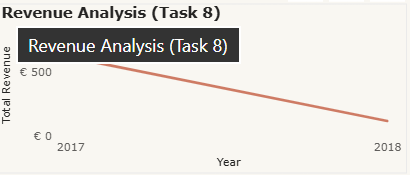 Revenue Analysis (Task 8)
Revenue Analysis (Task 8)
Total Revenue
€ 500
€ 0
2017
2018
Year